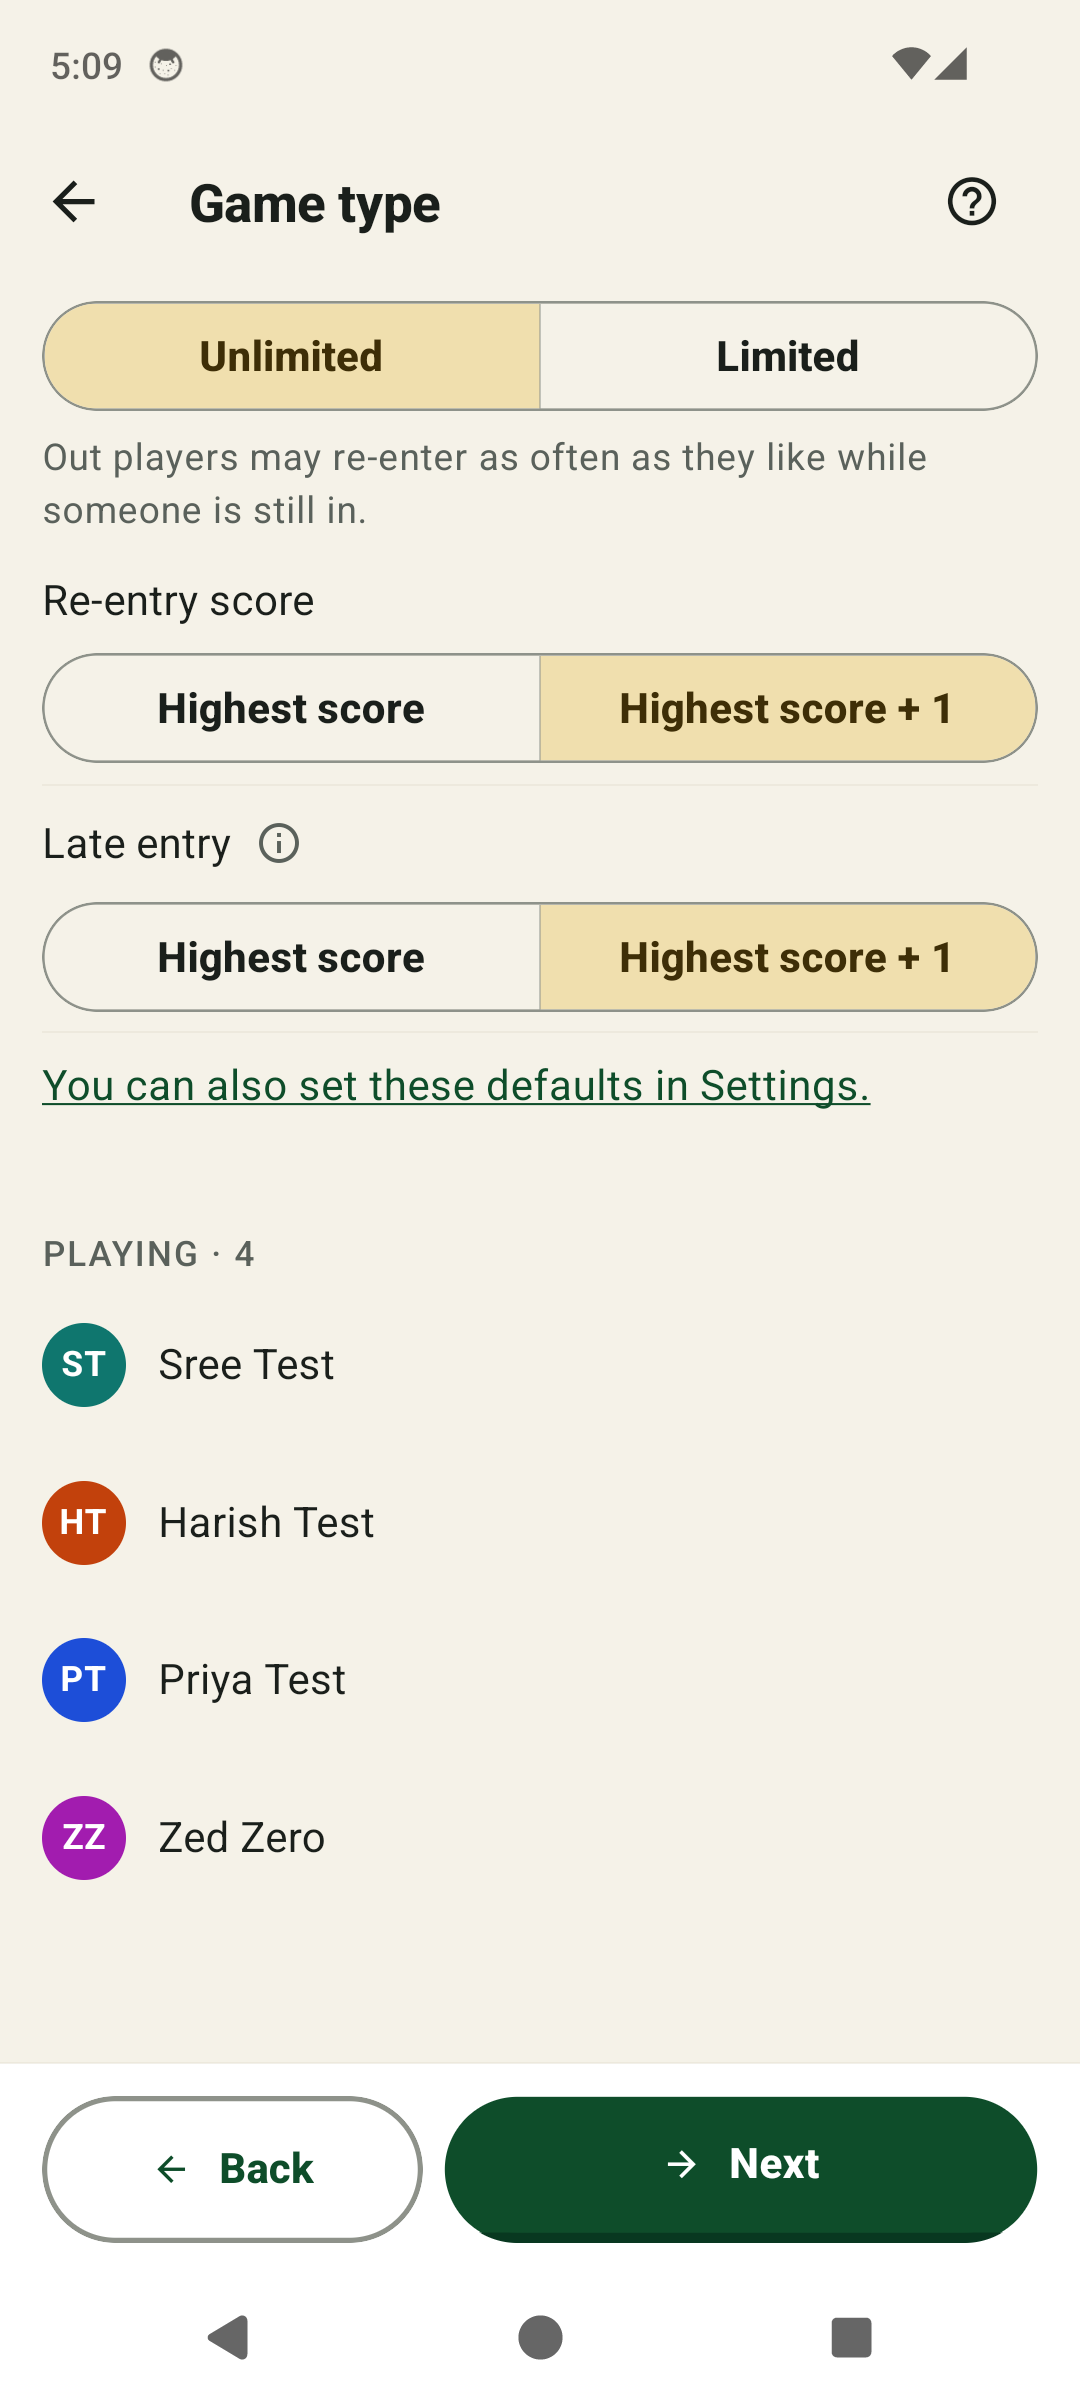 5:09
Game type
Unlimited
Limited
Out players may re-enter as often as they like while
someone is still in.
Re-entry score
Highest score
Highest score + 1
Late entry
Highest score
Highest score + 1
You can also set these defaults in Settings.
PLAYING · 4
ST
Sree Test
HT
Harish Test
PT
Priya Test
ZZ
Zed Zero
Back
Next